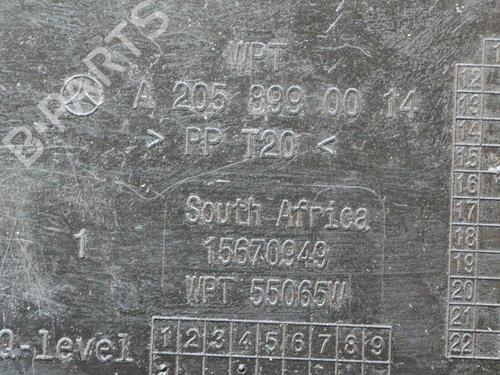 WPT
A 205 899 00 14
> PP T20 <
South Africa
15670949
WPT 55065W
1
Q-level
1 2 3 4 5 6 7 8 9
12
13
14
15
16
17
18
19
20
21
22
B-PARTS